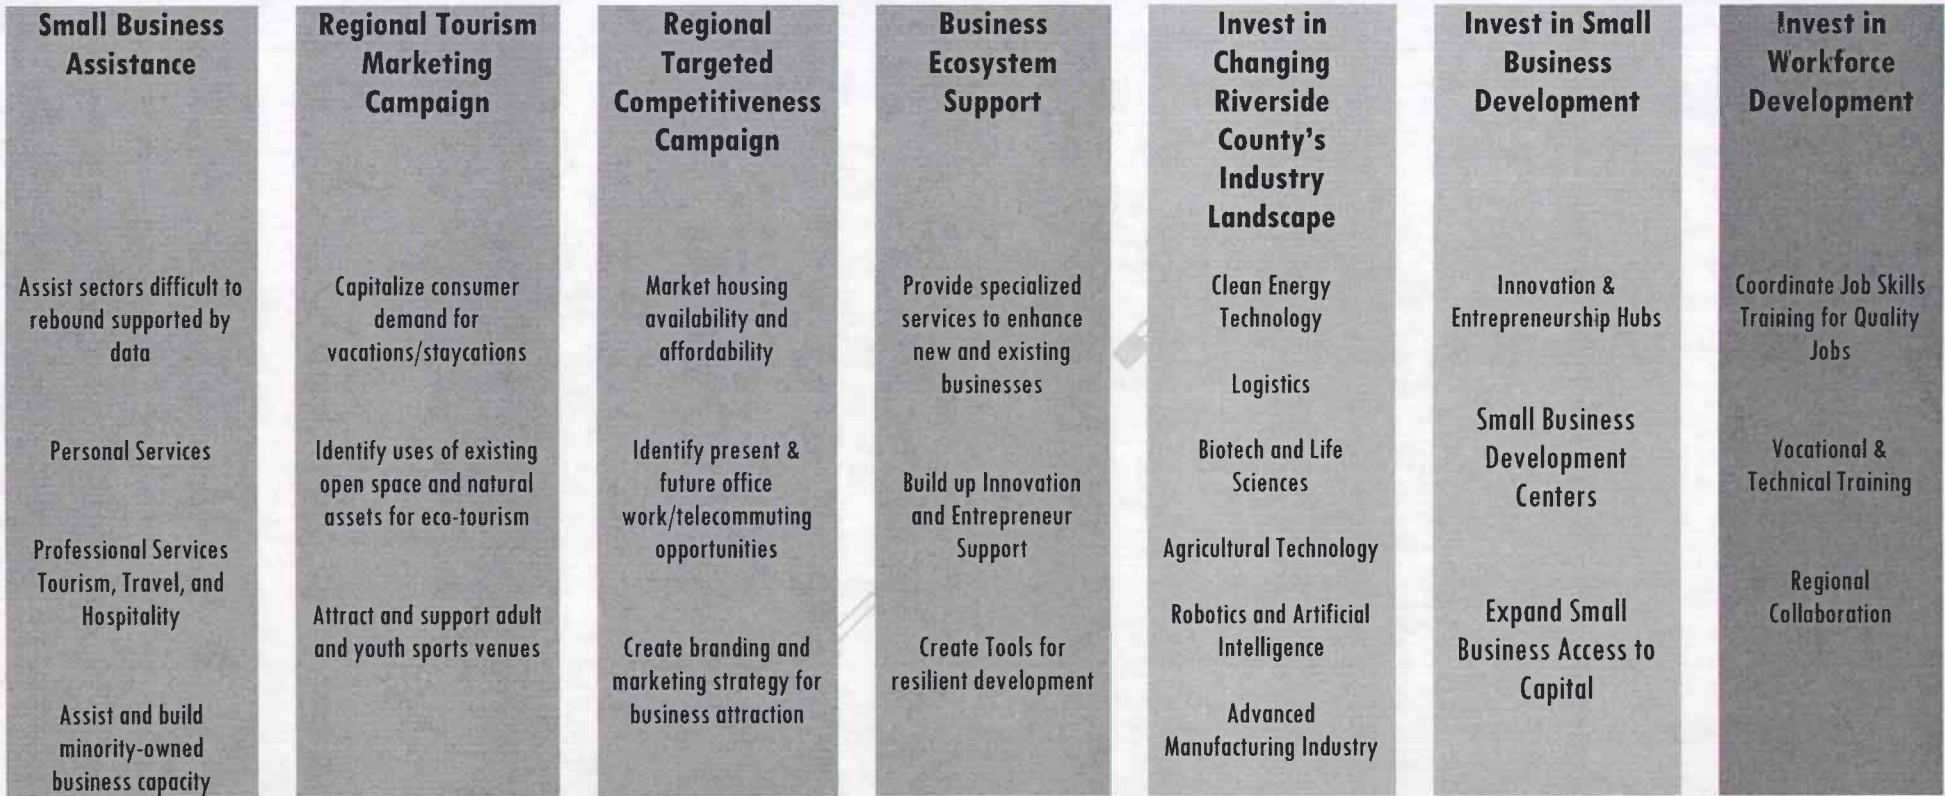 Small Business
Assistance
Assist sectors difficult to
rebound supported by
data
Personal Services
Professional Services
Tourism, Travel, and
Hospitality
Assist and build
minority-owned
business capacity
Regional Tourism
Marketing
Campaign
Capitalize consumer
demand for
vacations/staycations
Identify uses of existing
open space and natural
assets for eco-tourism
Attract and support adult
and youth sports venues
Regional
Targeted
Competitiveness
Campaign
Market housing
availability and
affordability
Identify present &
future office
work/telecommuting
opportunities
Create branding and
marketing strategy for
business attraction
Business
Ecosystem
Support
Provide specialized
services to enhance
new and existing
businesses
Build up Innovation
and Entrepreneur
Support
Create Tools for
resilient development
Invest in
Changing
Riverside
County's
Industry
Landscape
Clean Energy
Technology
Logistics
Biotech and Life
Sciences
Agricultural Technology
Robotics and Artificial
Intelligence
Advanced
Manufacturing Industry
Invest in Small
Business
Development
Innovation &
Entrepreneurship Hubs
Small Business
Development
Centers
Expand Small
Business Access to
Capital
Invest in
Workforce
Development
Coordinate Job Skills
Training for Quality
Jobs
Vocational &
Technical Training
Regional
Collaboration